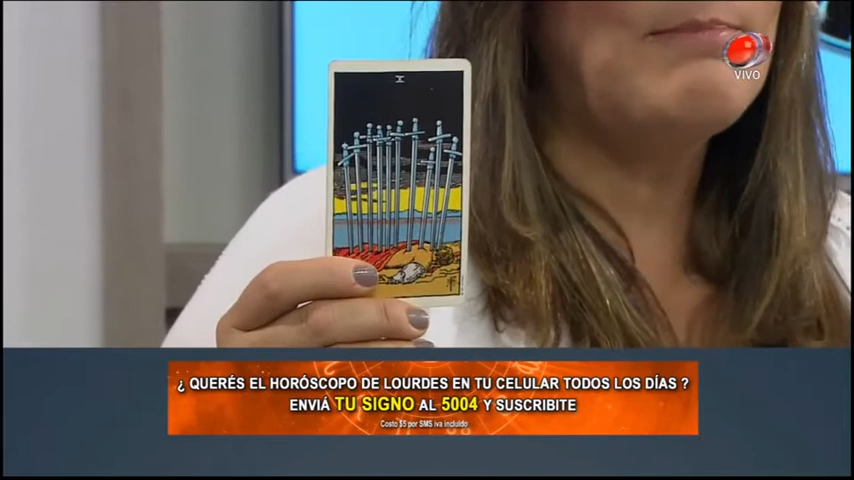 X
VIVO
¿ QUERÉS EL HORÓSCOPO DE LOURDES EN TU CELULAR TODOS LOS DÍAS ?
ENVIÁ TU SIGNO AL 5004 Y SUSCRIBITE
Costo $5 por SMS iva incluido